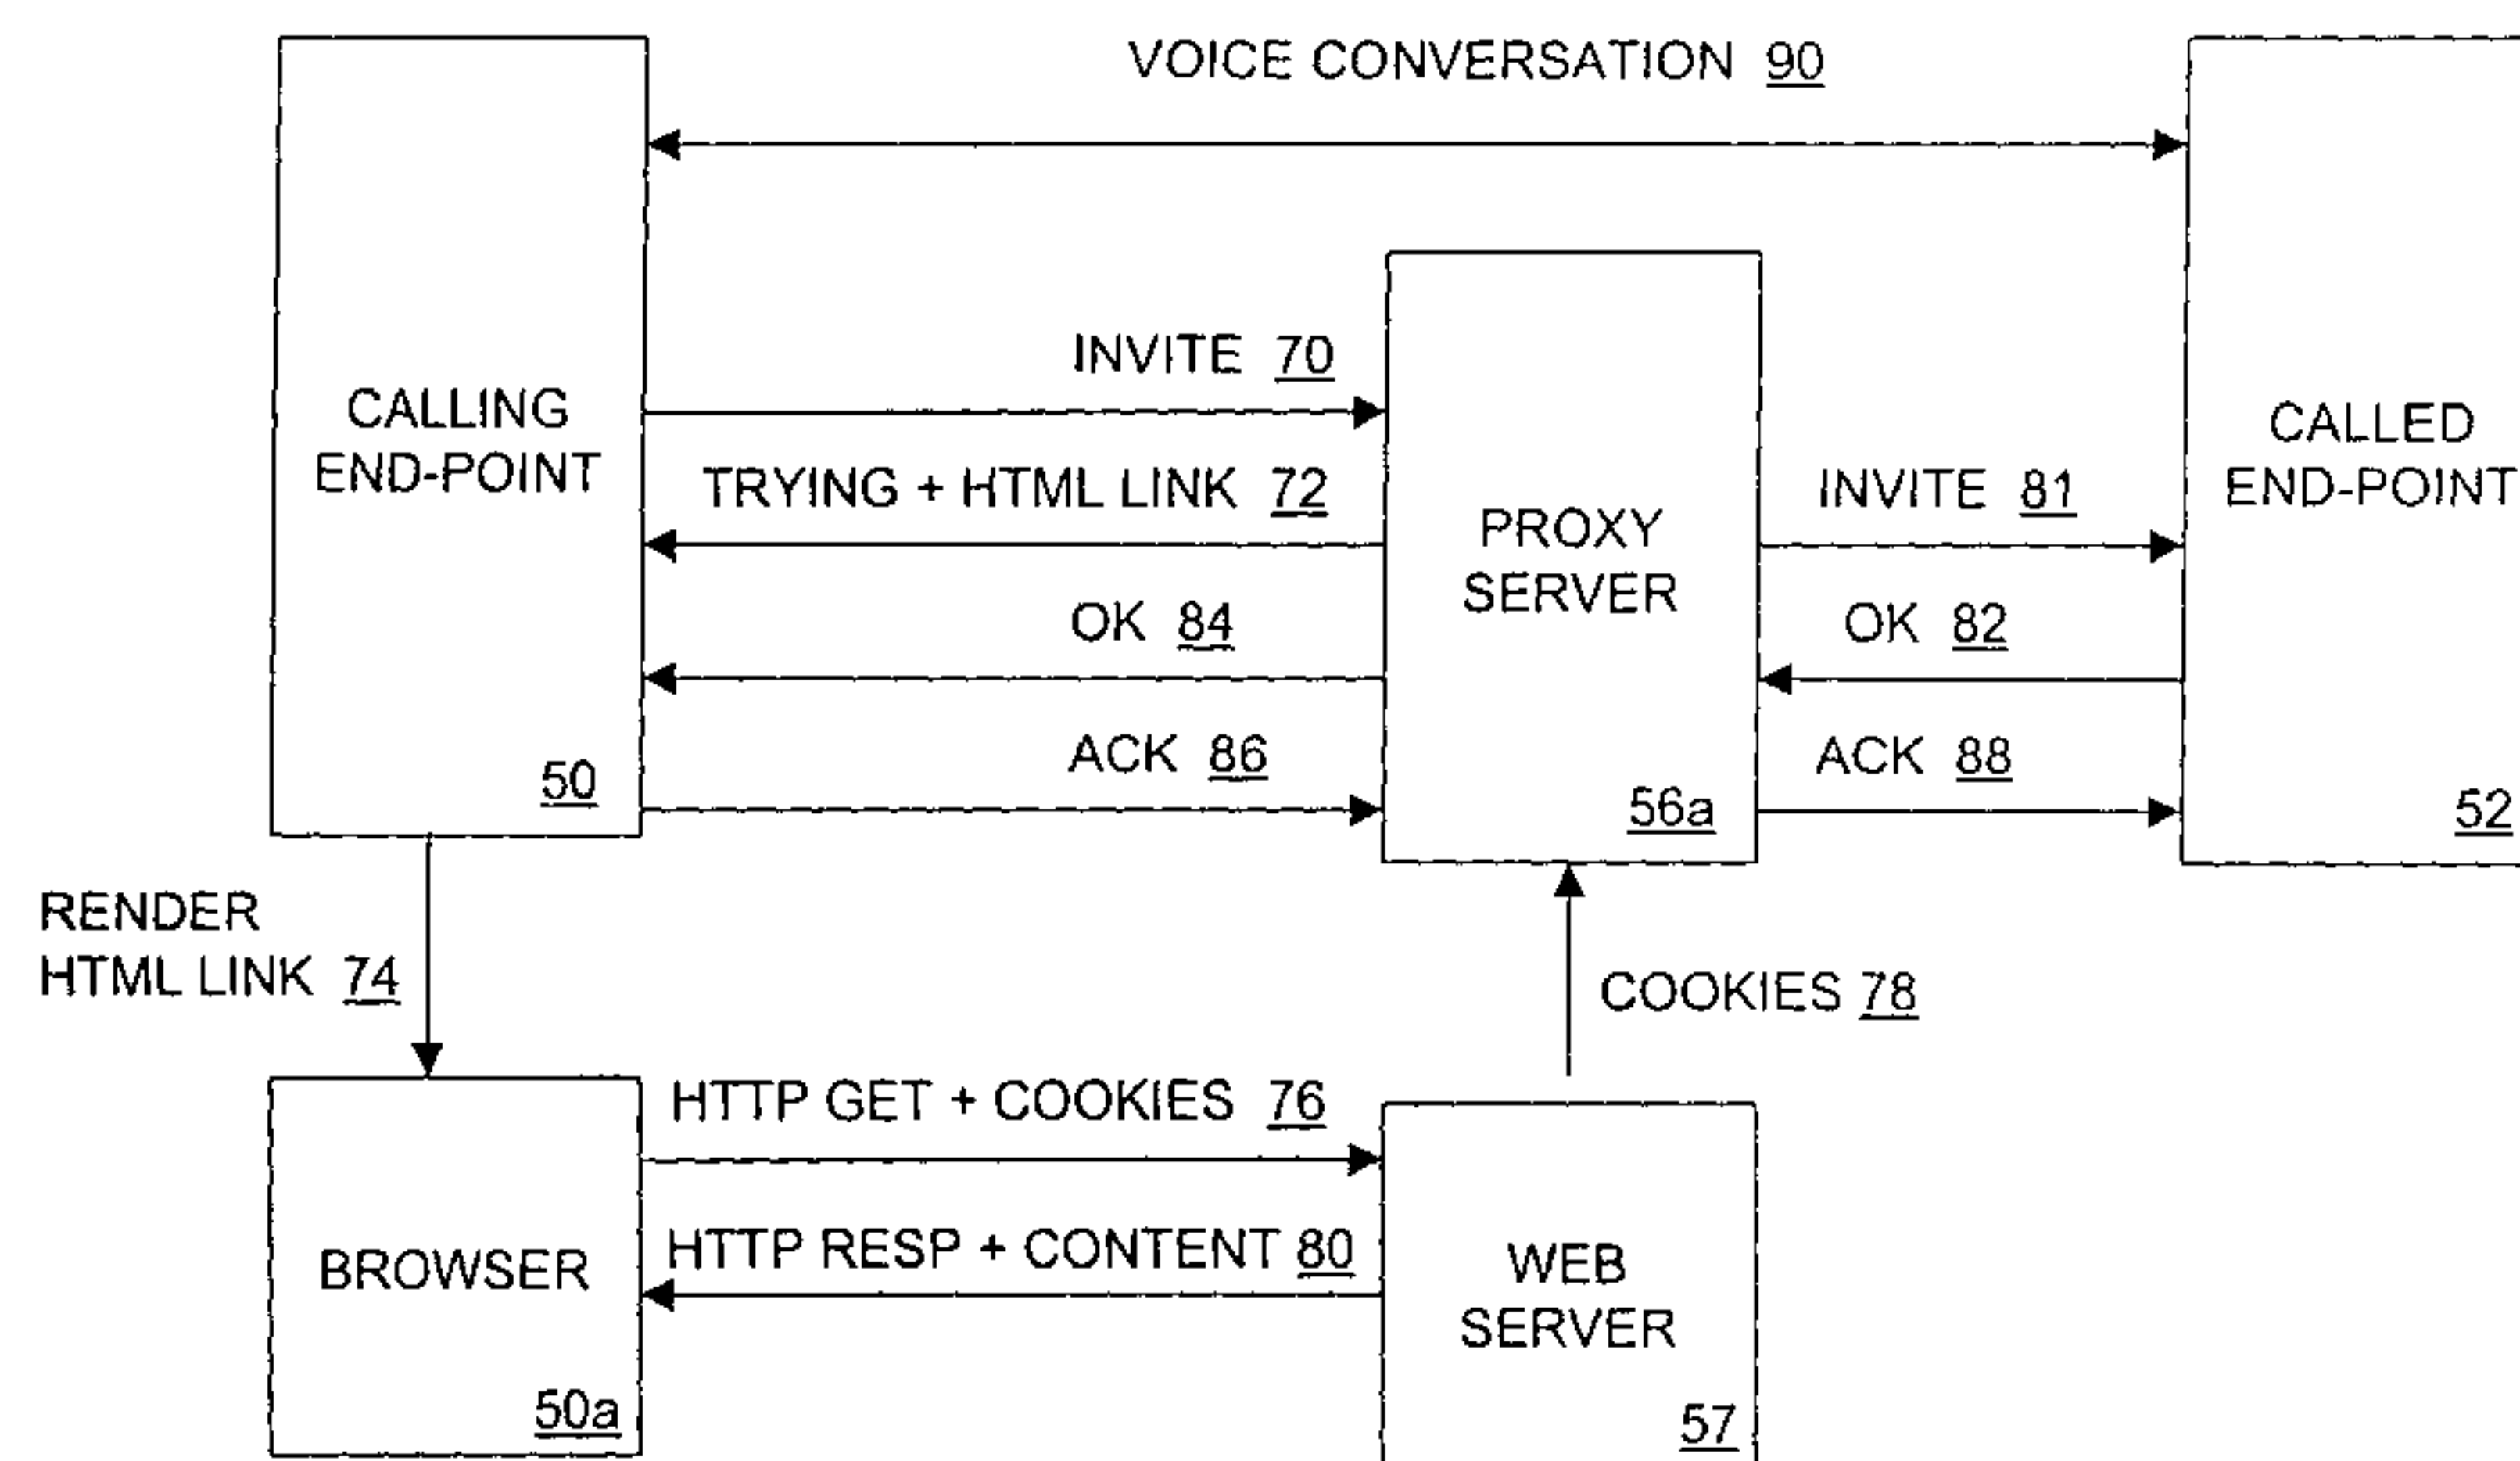 VOICE CONVERSATION 90
CALLING
END-POINT
50
INVITE 70
TRYING + HTML LINK 72
OK 84
ACK 86
PROXY
SERVER
56a
INVITE 81
OK 82
ACK 88
CALLED
END-POINT
52
RENDER
HTML LINK 74
COOKIES 78
HTTP GET + COOKIES 76
HTTP RESP + CONTENT 80
BROWSER
50a
WEB
SERVER
57